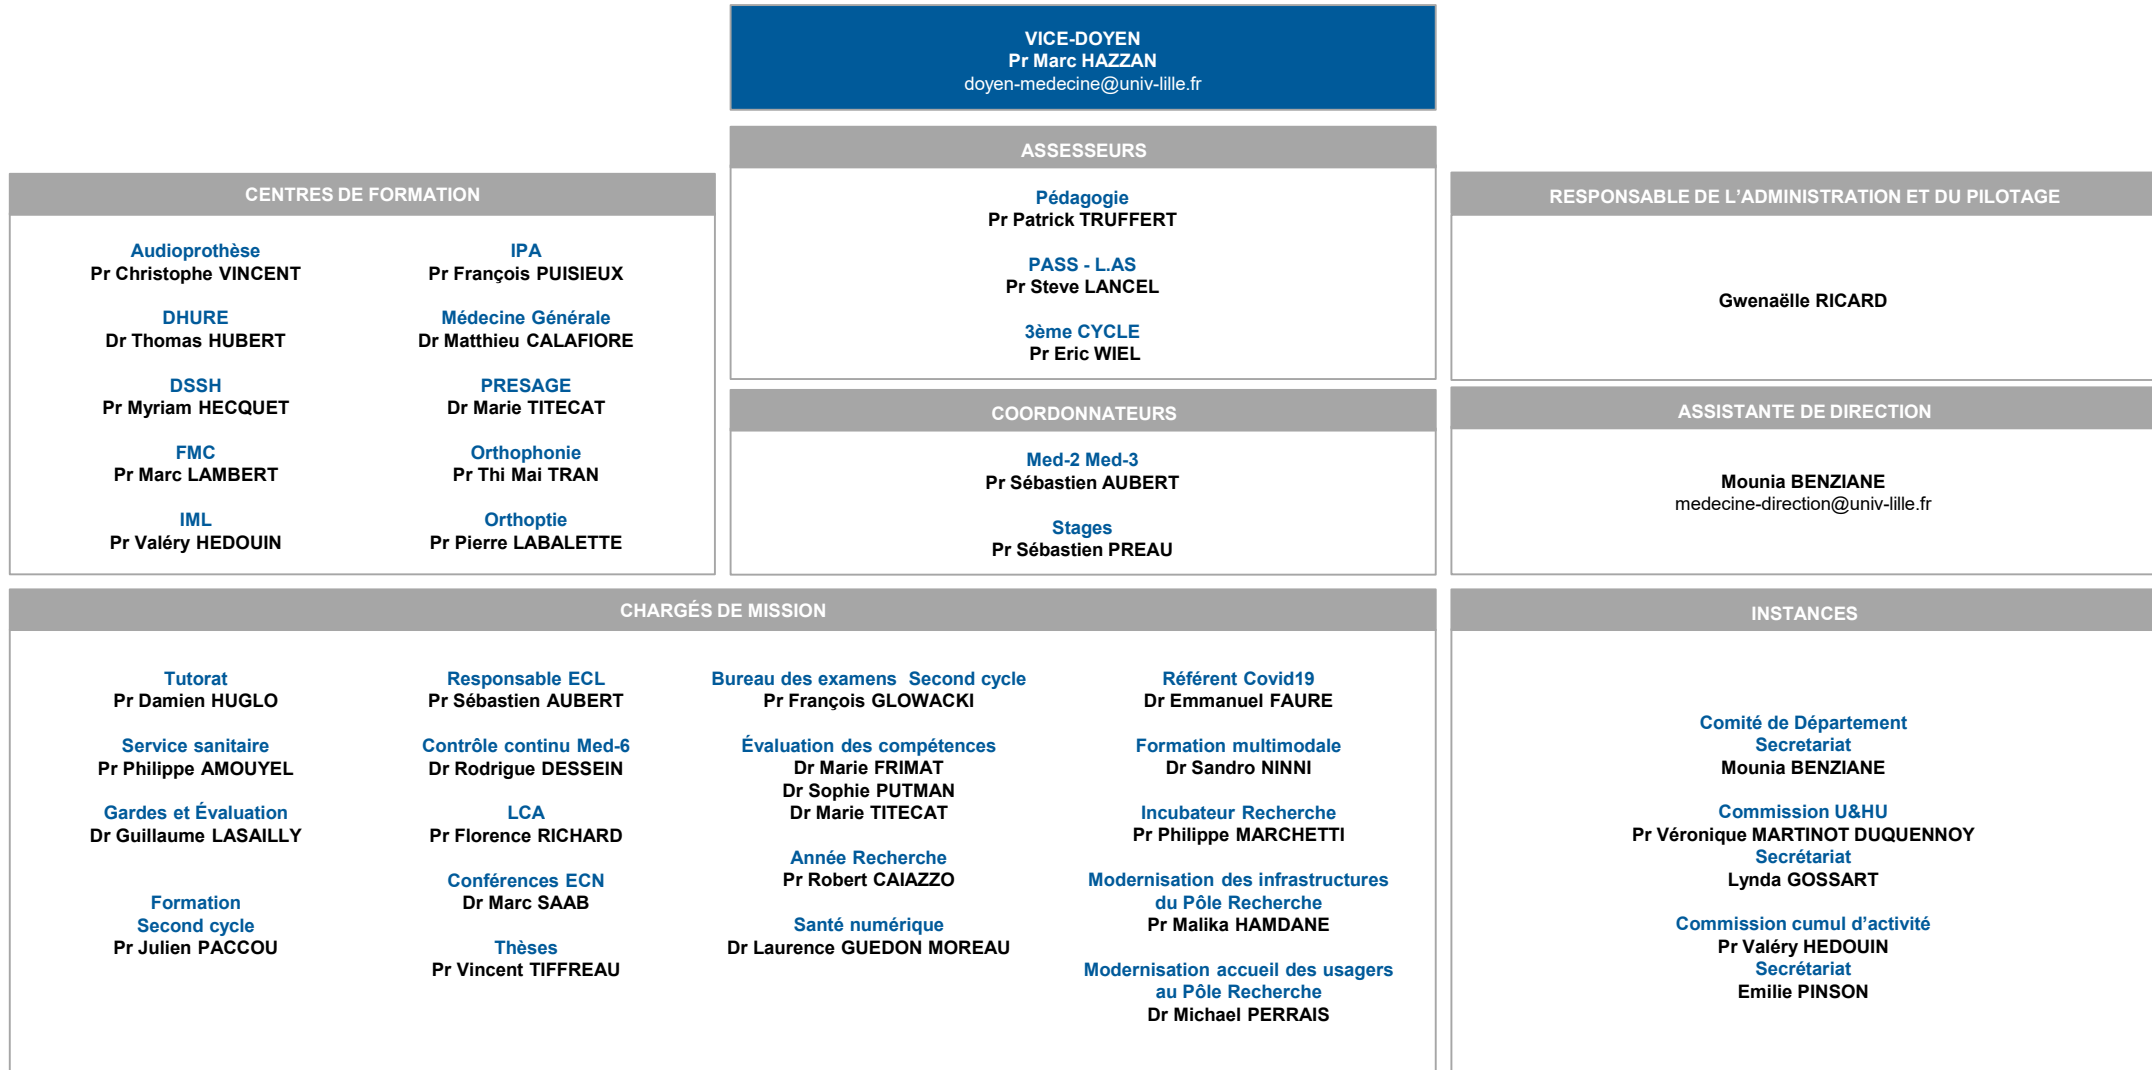 VICE-DOYEN
Pr Marc HAZZAN
doyen-medecine@univ-lille.fr
ASSESSEURS
Pédagogie
Pr Patrick TRUFFERT
PASS - L.AS
Pr Steve LANCEL
3ème CYCLE
Pr Eric WIEL
CENTRES DE FORMATION
Audioprothèse
Pr Christophe VINCENT
DHURE
Dr Thomas HUBERT
DSSH
Pr Myriam HECQUET
FMC
Pr Marc LAMBERT
IML
Pr Valéry HEDOUIN
IPA
Pr François PUISIEUX
Médecine Générale
Dr Matthieu CALAFIORE
PRESAGE
Dr Marie TITECAT
Orthophonie
Pr Thi Mai TRAN
Orthoptie
Pr Pierre LABALETTE
COORDONNATEURS
Med-2 Med-3
Pr Sébastien AUBERT
Stages
Pr Sébastien PREAU
RESPONSABLE DE L'ADMINISTRATION ET DU PILOTAGE
Gwenaëlle RICARD
ASSISTANTE DE DIRECTION
Mounia BENZIANE
medecine-direction@univ-lille.fr
CHARGÉS DE MISSION
Tutorat
Pr Damien HUGLO
Service sanitaire
Pr Philippe AMOUYEL
Gardes et Évaluation
Dr Guillaume LASAILLY
Formation
Second cycle
Pr Julien PACCOU
Responsable ECL
Pr Sébastien AUBERT
Contrôle continu Med-6
Dr Rodrigue DESSEIN
LCA
Pr Florence RICHARD
Conférences ECN
Dr Marc SAAB
Thèses
Pr Vincent TIFFREAU
Bureau des examens Second cycle
Pr François GLOWACKI
Évaluation des compétences
Dr Marie FRIMAT
Dr Sophie PUTMAN
Dr Marie TITECAT
Année Recherche
Pr Robert CAIAZZO
Santé numérique
Dr Laurence GUEDON MOREAU
Référent Covid19
Dr Emmanuel FAURE
Formation multimodale
Dr Sandro NINNI
Incubateur Recherche
Pr Philippe MARCHETTI
Modernisation des infrastructures
du Pôle Recherche
Pr Malika HAMDANE
Modernisation accueil des usagers
au Pôle Recherche
Dr Michael PERRAIS
INSTANCES
Comité de Département
Secretariat
Mounia BENZIANE
Commission U&HU
Pr Véronique MARTINOT DUQUENNOY
Secrétariat
Lynda GOSSART
Commission cumul d'activité
Pr Valéry HEDOUIN
Secrétariat
Emilie PINSON